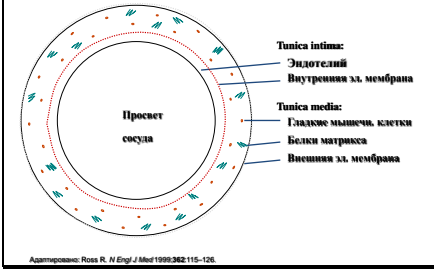 Tunica intima:
Эндотелий
Внутренняя эл. мембрана
Tunica media:
Гладкие мышечн. клетки
Белки матрикса
Внешняя эл. мембрана
Просвет
сосуда
Адаптировано: Ross R. N Engl J Med 1999;362:115–126.